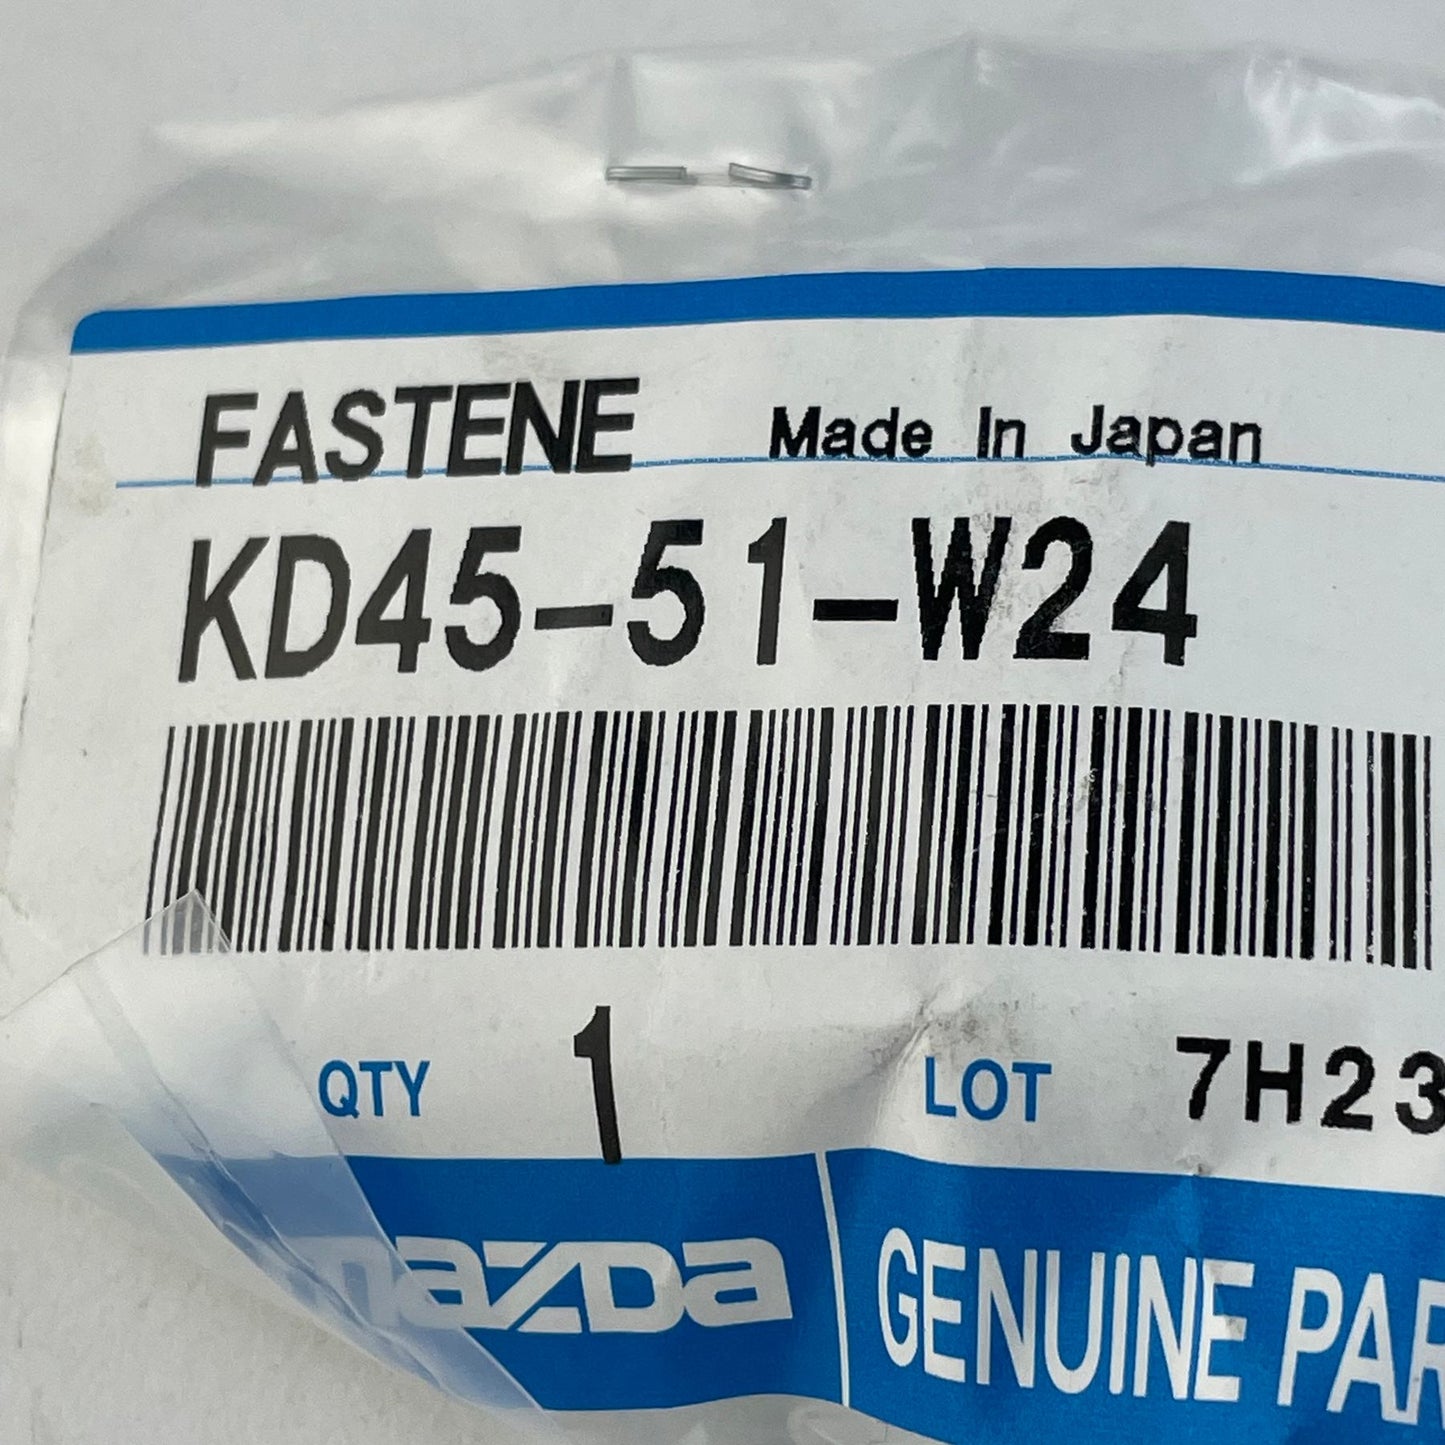 FASTENE Made In Japan
KD45-51-W24
QTY 1 LOT 7H23
mazda GENUINE PAR